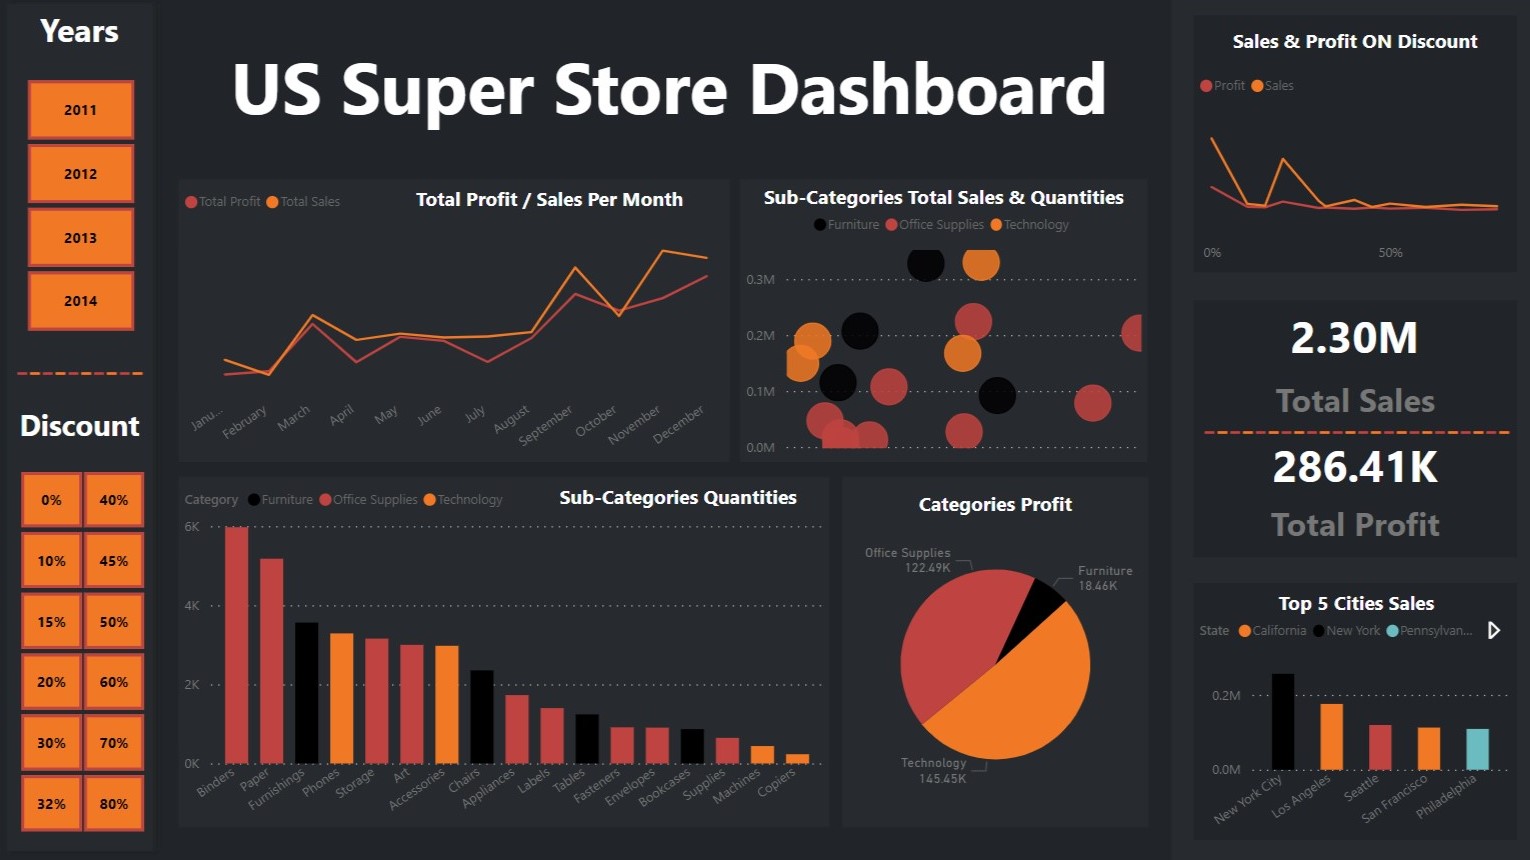 Years
2011
2012
2013
2014
Discount
0% 40%
10% 45%
15% 50%
20% 60%
30% 70%
32% 80%
US Super Store Dashboard
Total Profit Total Sales
Total Profit / Sales Per Month
Janu... February March April May June July August September October November December
Sub-Categories Total Sales & Quantities
Furniture Office Supplies Technology
0.3M
0.2M
0.1M
0.0M
Category Furniture Office Supplies Technology
Sub-Categories Quantities
6K
4K
2K
0K
Binders Paper Furnishings Phones Storage Art Accessories Chairs Appliances Labels Tables Fasteners Envelopes Bookcases Supplies Machines Copiers
Categories Profit
Office Supplies
122.49K
Furniture
18.46K
Technology
145.45K
Sales & Profit ON Discount
Profit Sales
0% 50%
2.30M
Total Sales
286.41K
Total Profit
Top 5 Cities Sales
State California New York Pennsylvan...
0.2M
0.0M
New York City Los Angeles Seattle San Francisco Philadelphia